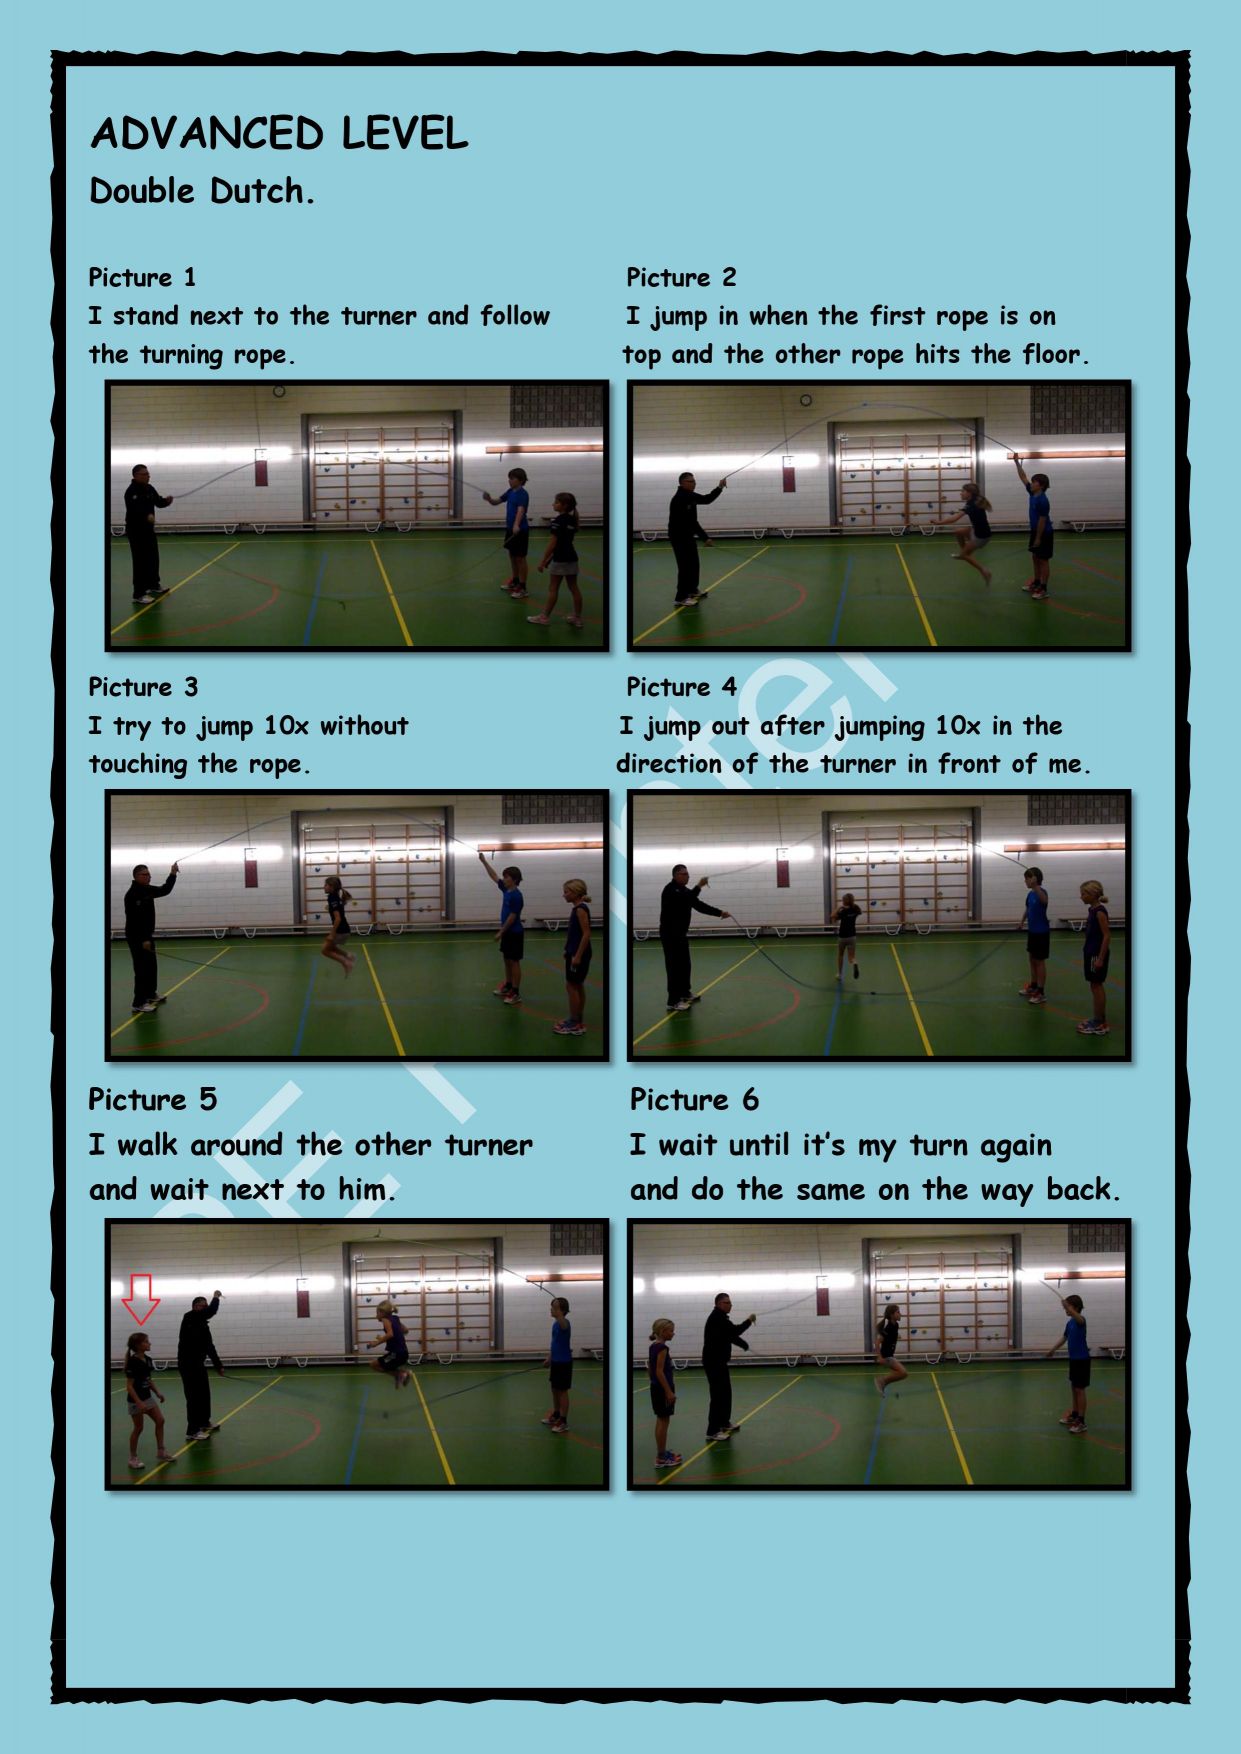 ADVANCED LEVEL
Double Dutch.
Picture 1
I stand next to the turner and follow
the turning rope.
Picture 2
I jump in when the first rope is on
top and the other rope hits the floor.
Picture 3
I try to jump 10x without
touching the rope.
Picture 4
I jump out after jumping 10x in the
direction of the turner in front of me.
Picture 5
I walk around the other turner
and wait next to him.
Picture 6
I wait until it's my turn again
and do the same on the way back.